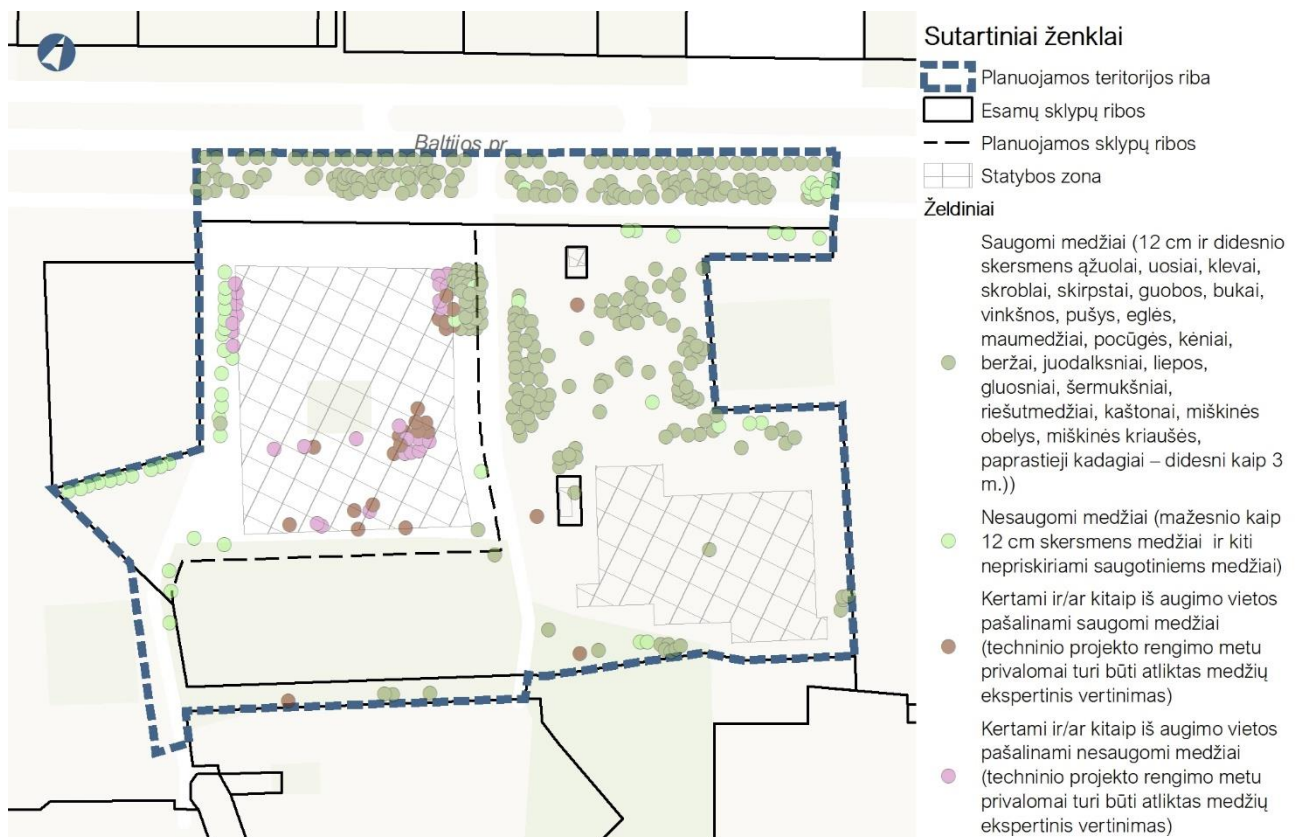 Baltijos pr.
Sutartiniai ženklai
Planuojamos teritorijos riba
Esamų sklypų ribos
Planuojamos sklypų ribos
Statybos zona
Želdiniai
Saugomi medžiai (12 cm ir didesnio
skersmens ąžuolai, uosiai, klevai,
skroblai, skirpstai, guobos, bukai,
vinkšnos, pušys, eglės,
maumedžiai, pocūgės, kėniai,
beržai, juodalksniai, liepos,
gluosniai, šermukšniai,
riešutmedžiai, kaštonai, miškinės
obelys, miškinės kriaušės,
paprastieji kadagiai – didesni kaip 3
m.))
Nesaugomi medžiai (mažesnio kaip
12 cm skersmens medžiai ir kiti
nepriskiriami saugotiniems medžiai)
Kertami ir/ar kitaip iš augimo vietos
pašalinami saugomi medžiai
(techninio projekto rengimo metu
privalomai turi būti atliktas medžių
ekspertinis vertinimas)
Kertami ir/ar kitaip iš augimo vietos
pašalinami nesaugomi medžiai
(techninio projekto rengimo metu
privalomai turi būti atliktas medžių
ekspertinis vertinimas)